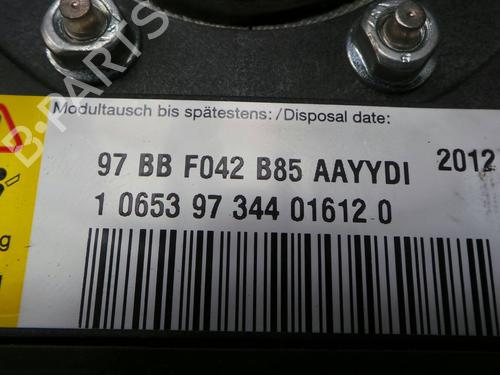 B-PARTS
Modultausch bis spätestens:/Disposal date:
97 BB F042 B85 AAYYDI 2012
1 0653 97 344 01612 0
g